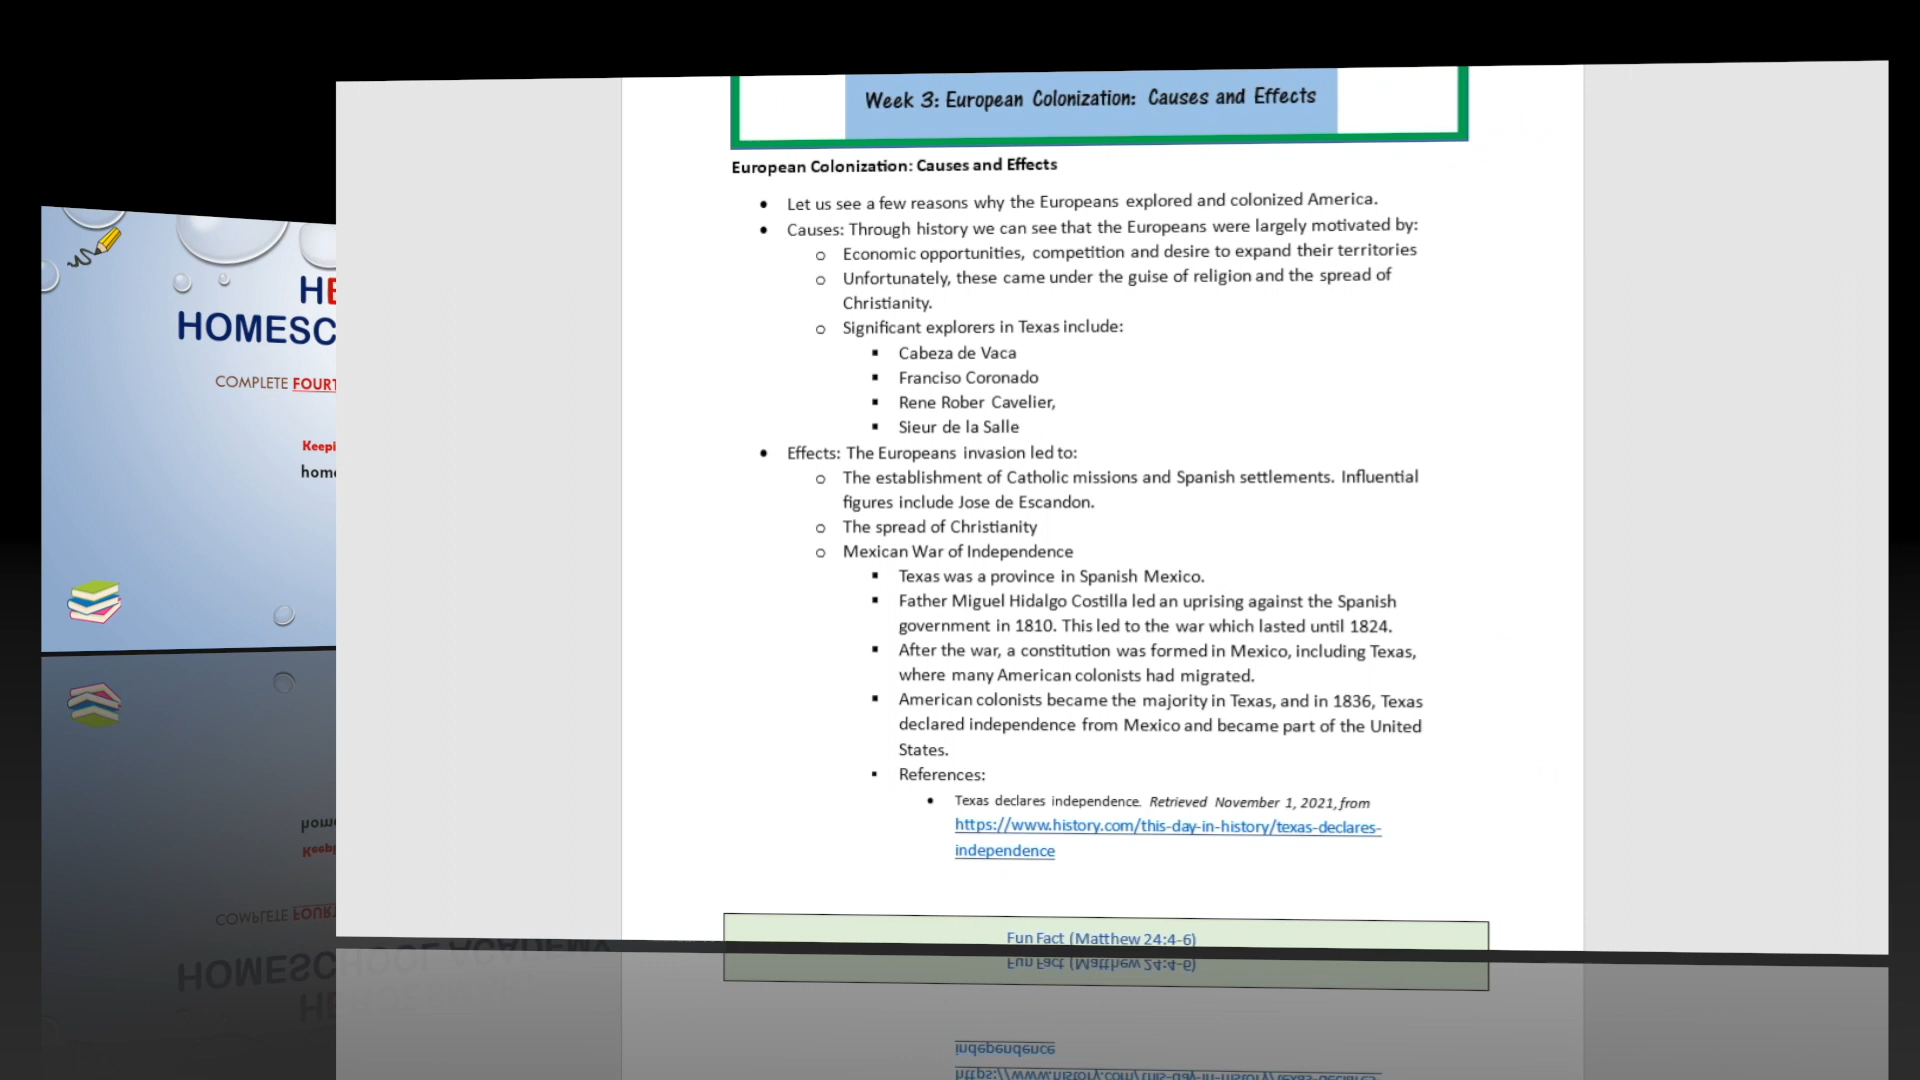 Week 3: European Colonization: Causes and Effects
European Colonization: Causes and Effects
• Let us see a few reasons why the Europeans explored and colonized America.
• Causes: Through history we can see that the Europeans were largely motivated by:
o Economic opportunities, competition and desire to expand their territories
o Unfortunately, these came under the guise of religion and the spread of
Christianity.
o Significant explorers in Texas include:
▪ Cabeza de Vaca
▪ Franciso Coronado
▪ Rene Rober Cavelier,
▪ Sieur de la Salle
• Effects: The Europeans invasion led to:
o The establishment of Catholic missions and Spanish settlements. Influential
figures include Jose de Escandon.
o The spread of Christianity
o Mexican War of Independence
▪ Texas was a province in Spanish Mexico.
▪ Father Miguel Hidalgo Costilla led an uprising against the Spanish
government in 1810. This led to the war which lasted until 1824.
▪ After the war, a constitution was formed in Mexico, including Texas,
where many American colonists had migrated.
▪ American colonists became the majority in Texas, and in 1836, Texas
declared independence from Mexico and became part of the United
States.
▪ References:
• Texas declares independence. Retrieved November 1, 2021, from
https://www.history.com/this-day-in-history/texas-declares-
independence
Fun Fact (Matthew 24:4-6)
HE
HOMESC
COMPLETE FOURT
Keepi
home